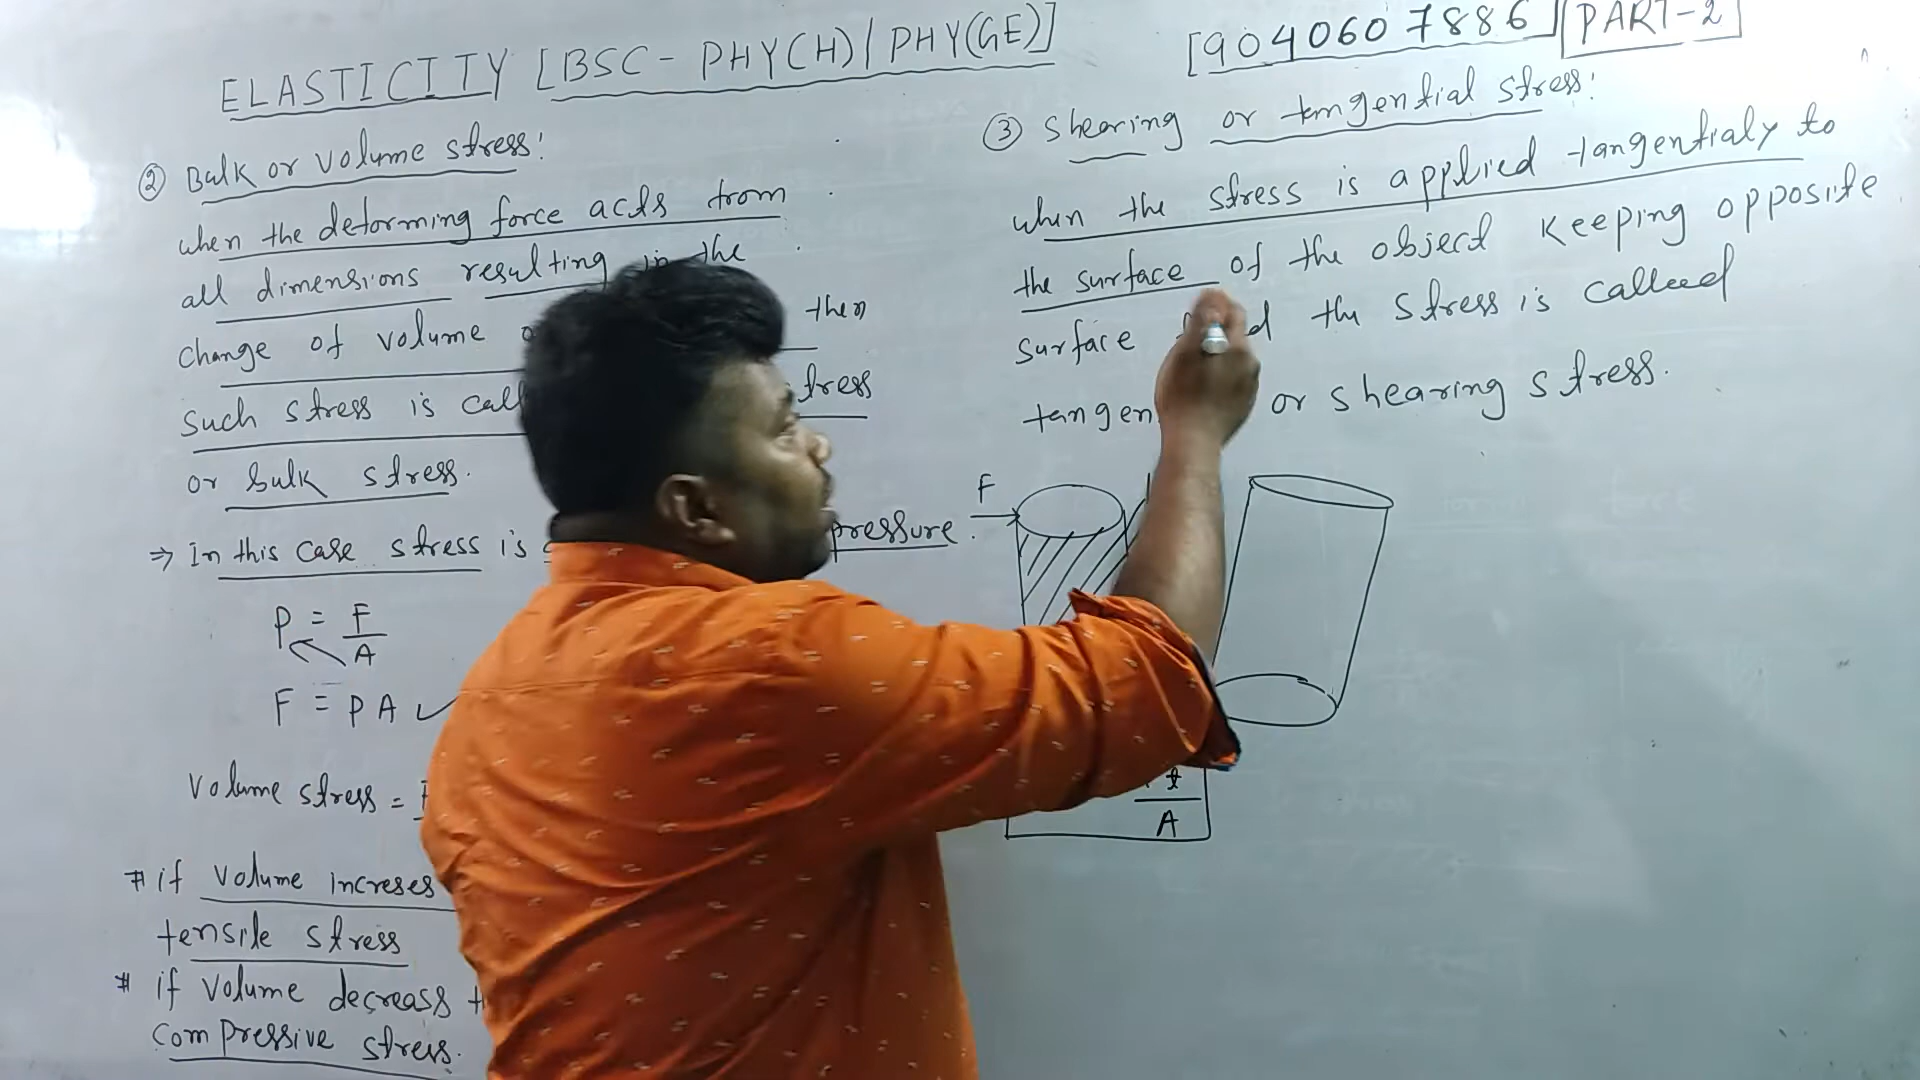 ELASTICITY [BSC - PHY(H) / PHY(GE)]
[9040607886] PART-2
② Bulk or volume stress:
when the deforming force acts from
all dimensions resulting in the
change of volume then
such stress is stress
or bulk stress.
⇒ In this case stress is pressure.
P = F/A
F = PA ✓
Volume stress =
# if volume increses
tensile stress
# if volume decreass
compressive stress.
③ Shearing or tangential stress:
when the stress is applied tangentialy to
the surface of the object keeping opposite
surface the stress is called
or shearing stress.
F
A